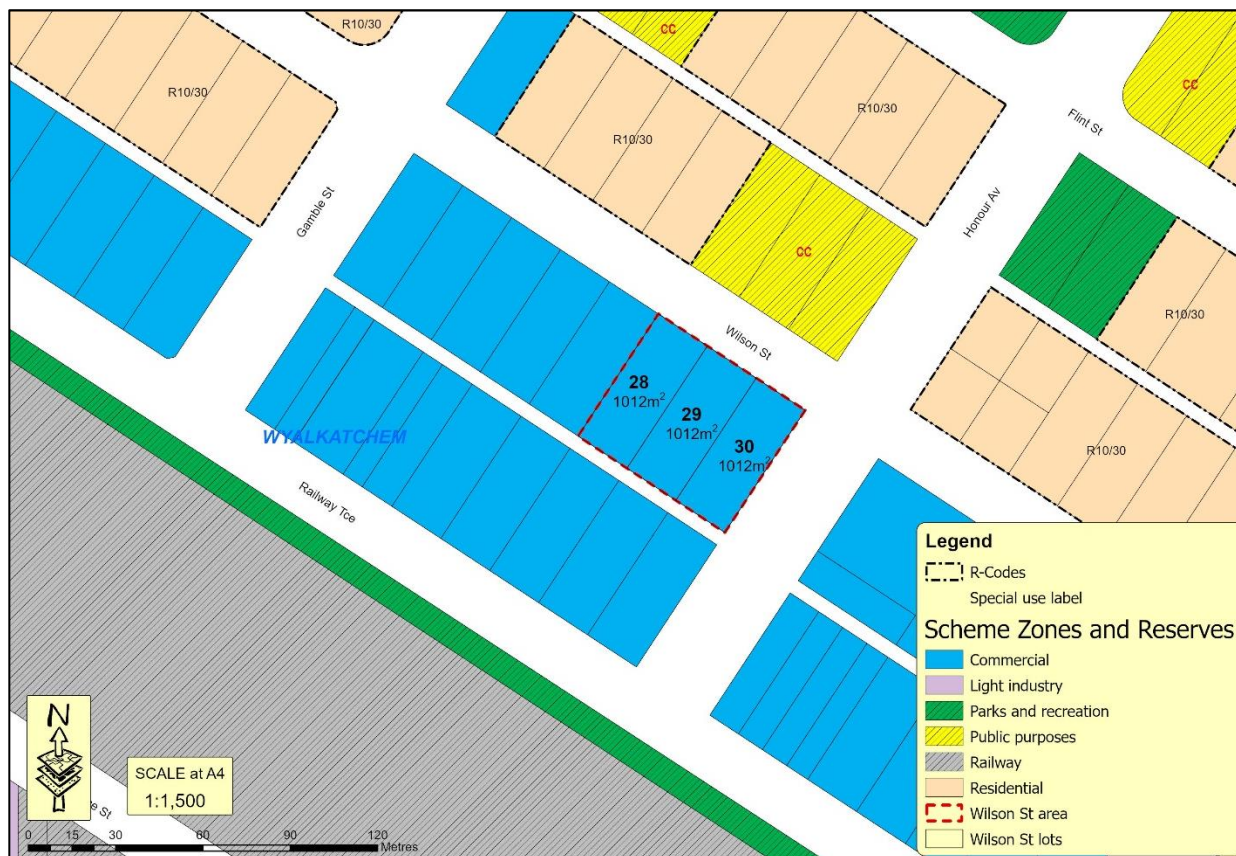 R10/30
CC
CC
R10/30
R10/30
Flint St
R10/30
Gamble St
Honour Av
CC
R10/30
Wilson St
28
1012m²
29
1012m²
30
1012m²
WYALKATCHEM
R10/30
Railway Tce
Legend
R-Codes
Special use label
Scheme Zones and Reserves
Commercial
Light industry
Parks and recreation
Public purposes
Railway
Residential
Wilson St area
Wilson St lots
N
SCALE at A4
1:1,500
St
0 15 30 60 90 120
Metres